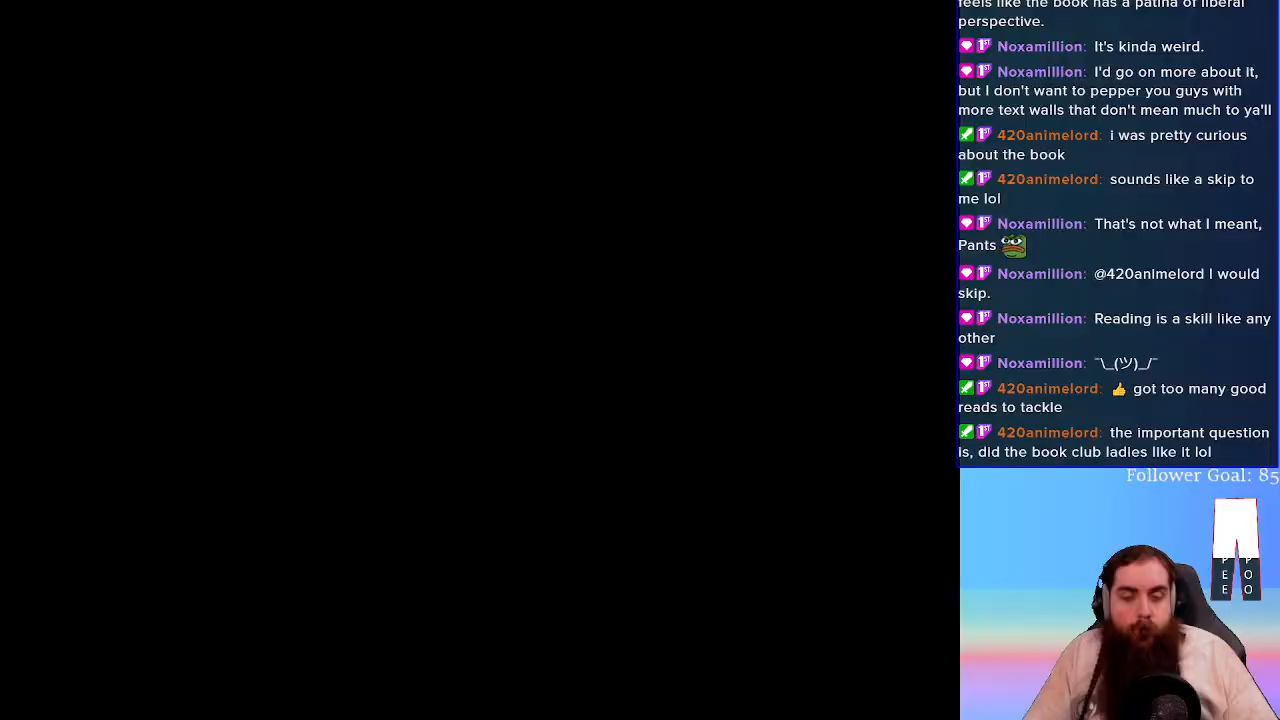 feels like the book has a patina of liberal
perspective.
Noxamillion: It's kinda weird.
Noxamillion: I'd go on more about it,
but I don't want to pepper you guys with
more text walls that don't mean much to ya'll
420animelord: i was pretty curious
about the book
420animelord: sounds like a skip to
me lol
Noxamillion: That's not what I meant,
Pants
Noxamillion: @420animelord I would
skip.
Noxamillion: Reading is a skill like any
other
Noxamillion: ¯\_(ツ)_/¯
420animelord: 👍 got too many good
reads to tackle
420animelord: the important question
is, did the book club ladies like it lol
Follower Goal: 85
P P
E O
E O